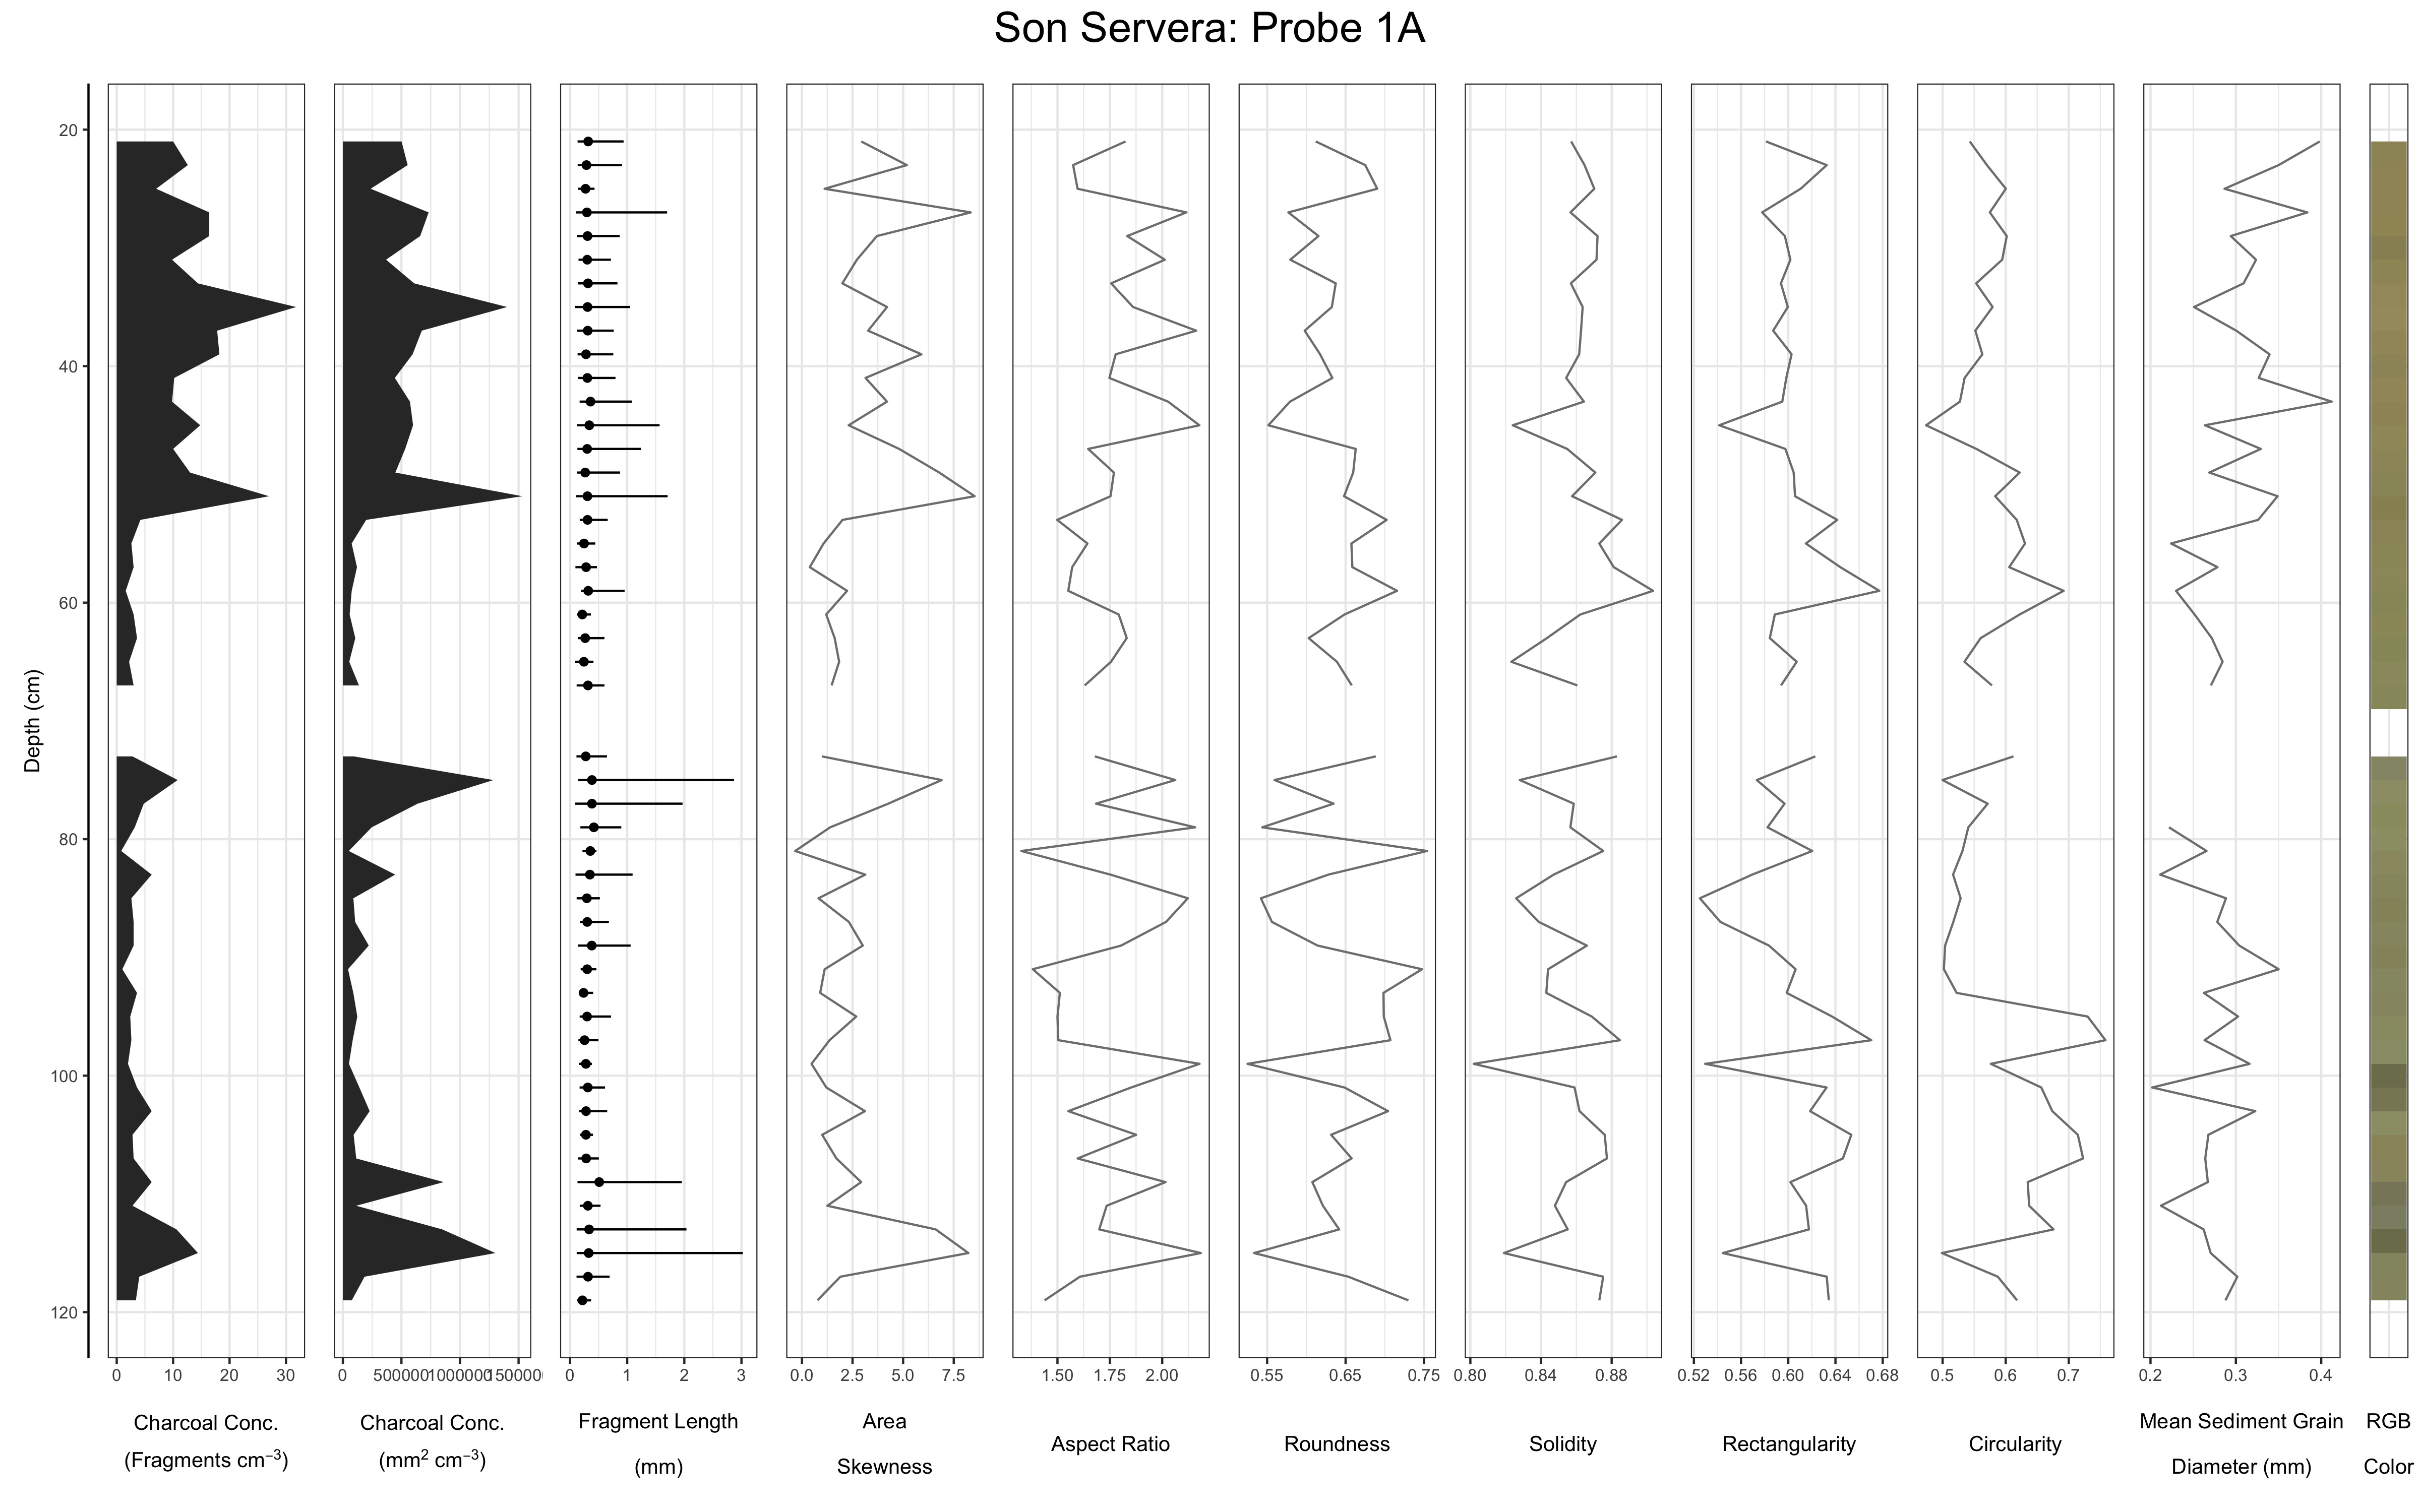 Son Servera: Probe 1A
Depth (cm)
20
40
60
80
100
120
0 10 20 30
0 500000 1000000 150000
0 1 2 3
0.0 2.5 5.0 7.5
1.50 1.75 2.00
0.55 0.65 0.75
0.80 0.84 0.88
0.52 0.56 0.60 0.64 0.68
0.5 0.6 0.7
0.2 0.3 0.4
Charcoal Conc.
(Fragments cm⁻³)
Charcoal Conc.
(mm² cm⁻³)
Fragment Length
(mm)
Area
Skewness
Aspect Ratio
Roundness
Solidity
Rectangularity
Circularity
Mean Sediment Grain
Diameter (mm)
RGB
Color